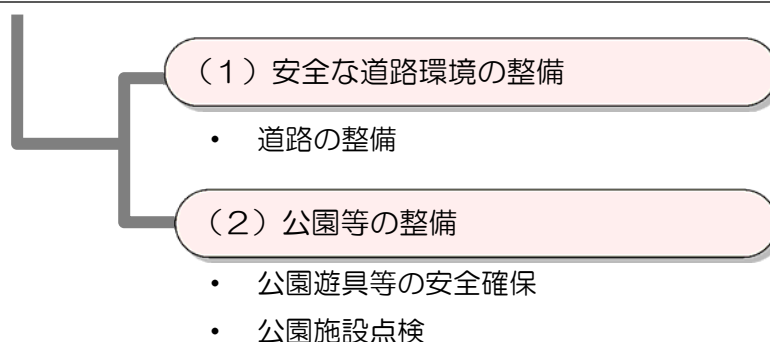 （１）安全な道路環境の整備
・ 道路の整備
（２）公園等の整備
・ 公園遊具等の安全確保
・ 公園施設点検